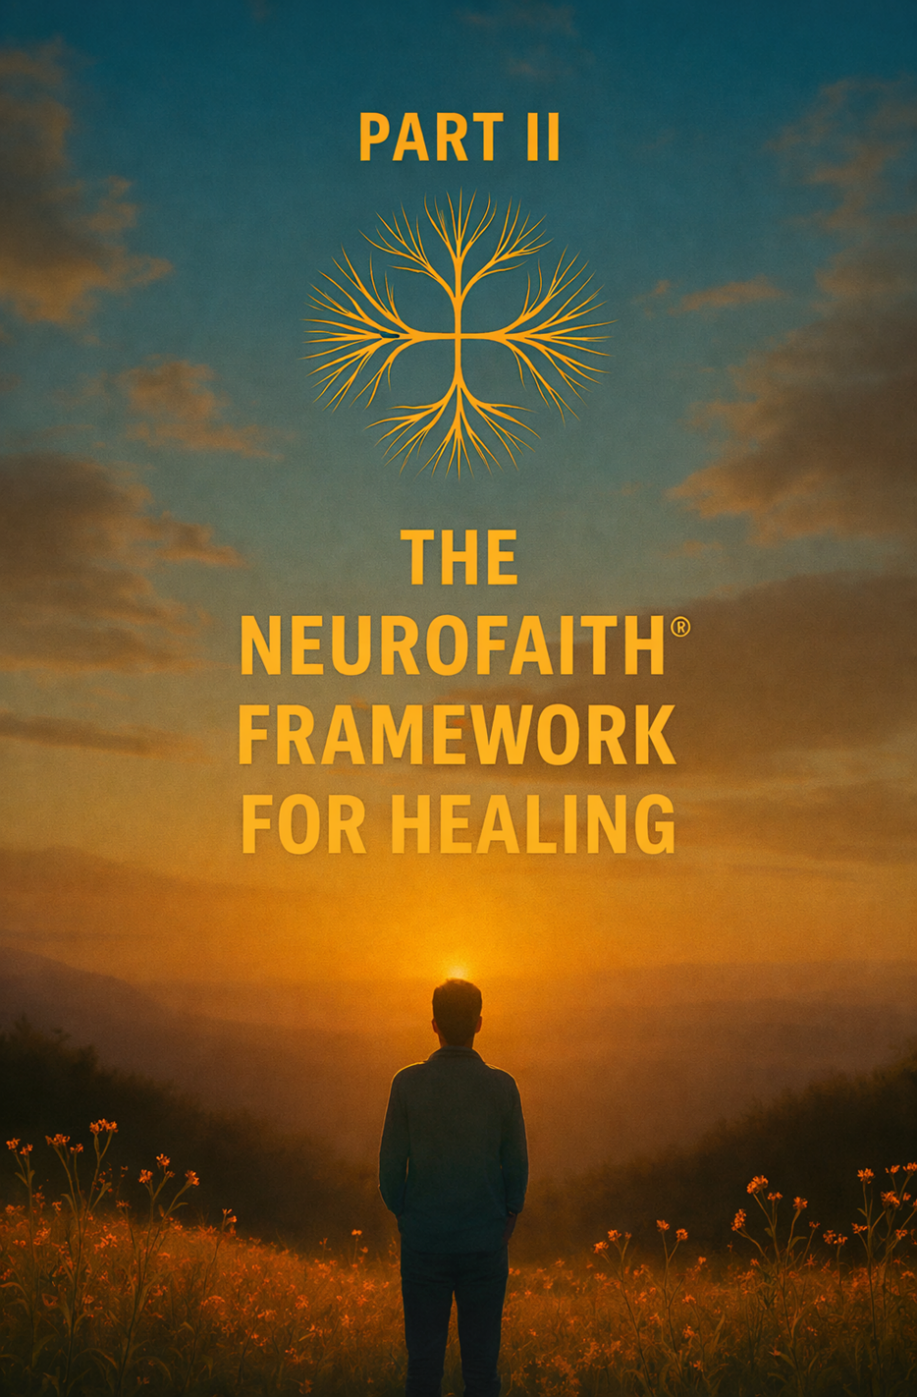 PART II
THE
NEUROFAITH®
FRAMEWORK
FOR HEALING